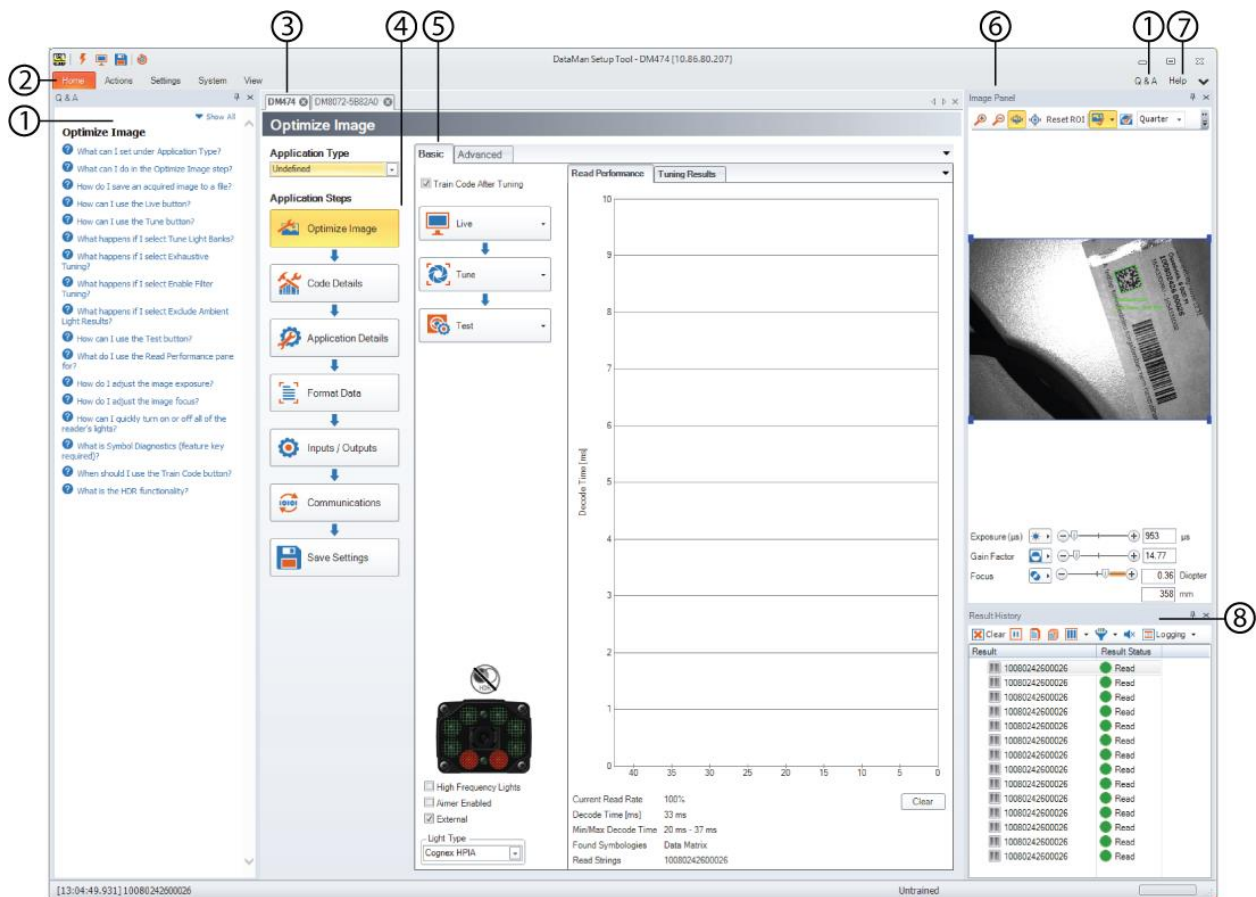 ③
④
⑤
⑥
①
⑦
DataMan Setup Tool - DM474 [10.86.80.207]
②
Home Actions Settings System View
Q & A Help
Q & A
①
Show All
Optimize Image
What can I set under Application Type?
What can I do in the Optimize Image step?
How do I save an acquired image to a file?
How can I use the Live button?
How can I use the Tune button?
What happens if I select Tune Light Banks?
What happens if I select Exhaustive
Tuning?
What happens if I select Enable Filter
Tuning?
What happens if I select Exclude Ambient
Light Results?
How can I use the Test button?
What do I use the Read Performance pane
for?
How do I adjust the image exposure?
How do I adjust the image focus?
How can I quickly turn on or off all of the
reader's lights?
What is Symbol Diagnostics (feature key
required)?
When should I use the Train Code button?
What is the HDR functionality?
DM474 DM8072-5B82A0
Optimize Image
Application Type
Undefined
Application Steps
Optimize Image
Code Details
Application Details
Format Data
Inputs / Outputs
Communications
Save Settings
Basic Advanced
Train Code After Tuning
Live
Tune
Test
HDR
High Frequency Lights
Aimer Enabled
External
Light Type
Cognex HPIA
Read Performance Tuning Results
10
9
8
7
6
5
4
3
2
1
0
Decode Time [ms]
40 35 30 25 20 15 10 5 0
Current Read Rate 100%
Decode Time [ms] 33 ms
Min/Max Decode Time 20 ms - 37 ms
Found Symbologies Data Matrix
Read Strings 10080242600026
Clear
Image Panel
Reset ROI Quarter
Exposure (µs) 953 µs
Gain Factor 14.77
Focus 0.36 Diopter
358 mm
Result History
⑧
Clear Logging
Result Result Status
10080242600026 Read
10080242600026 Read
10080242600026 Read
10080242600026 Read
10080242600026 Read
10080242600026 Read
10080242600026 Read
10080242600026 Read
10080242600026 Read
10080242600026 Read
10080242600026 Read
10080242600026 Read
10080242600026 Read
10080242600026 Read
[13:04:49.931] 10080242600026
Untrained